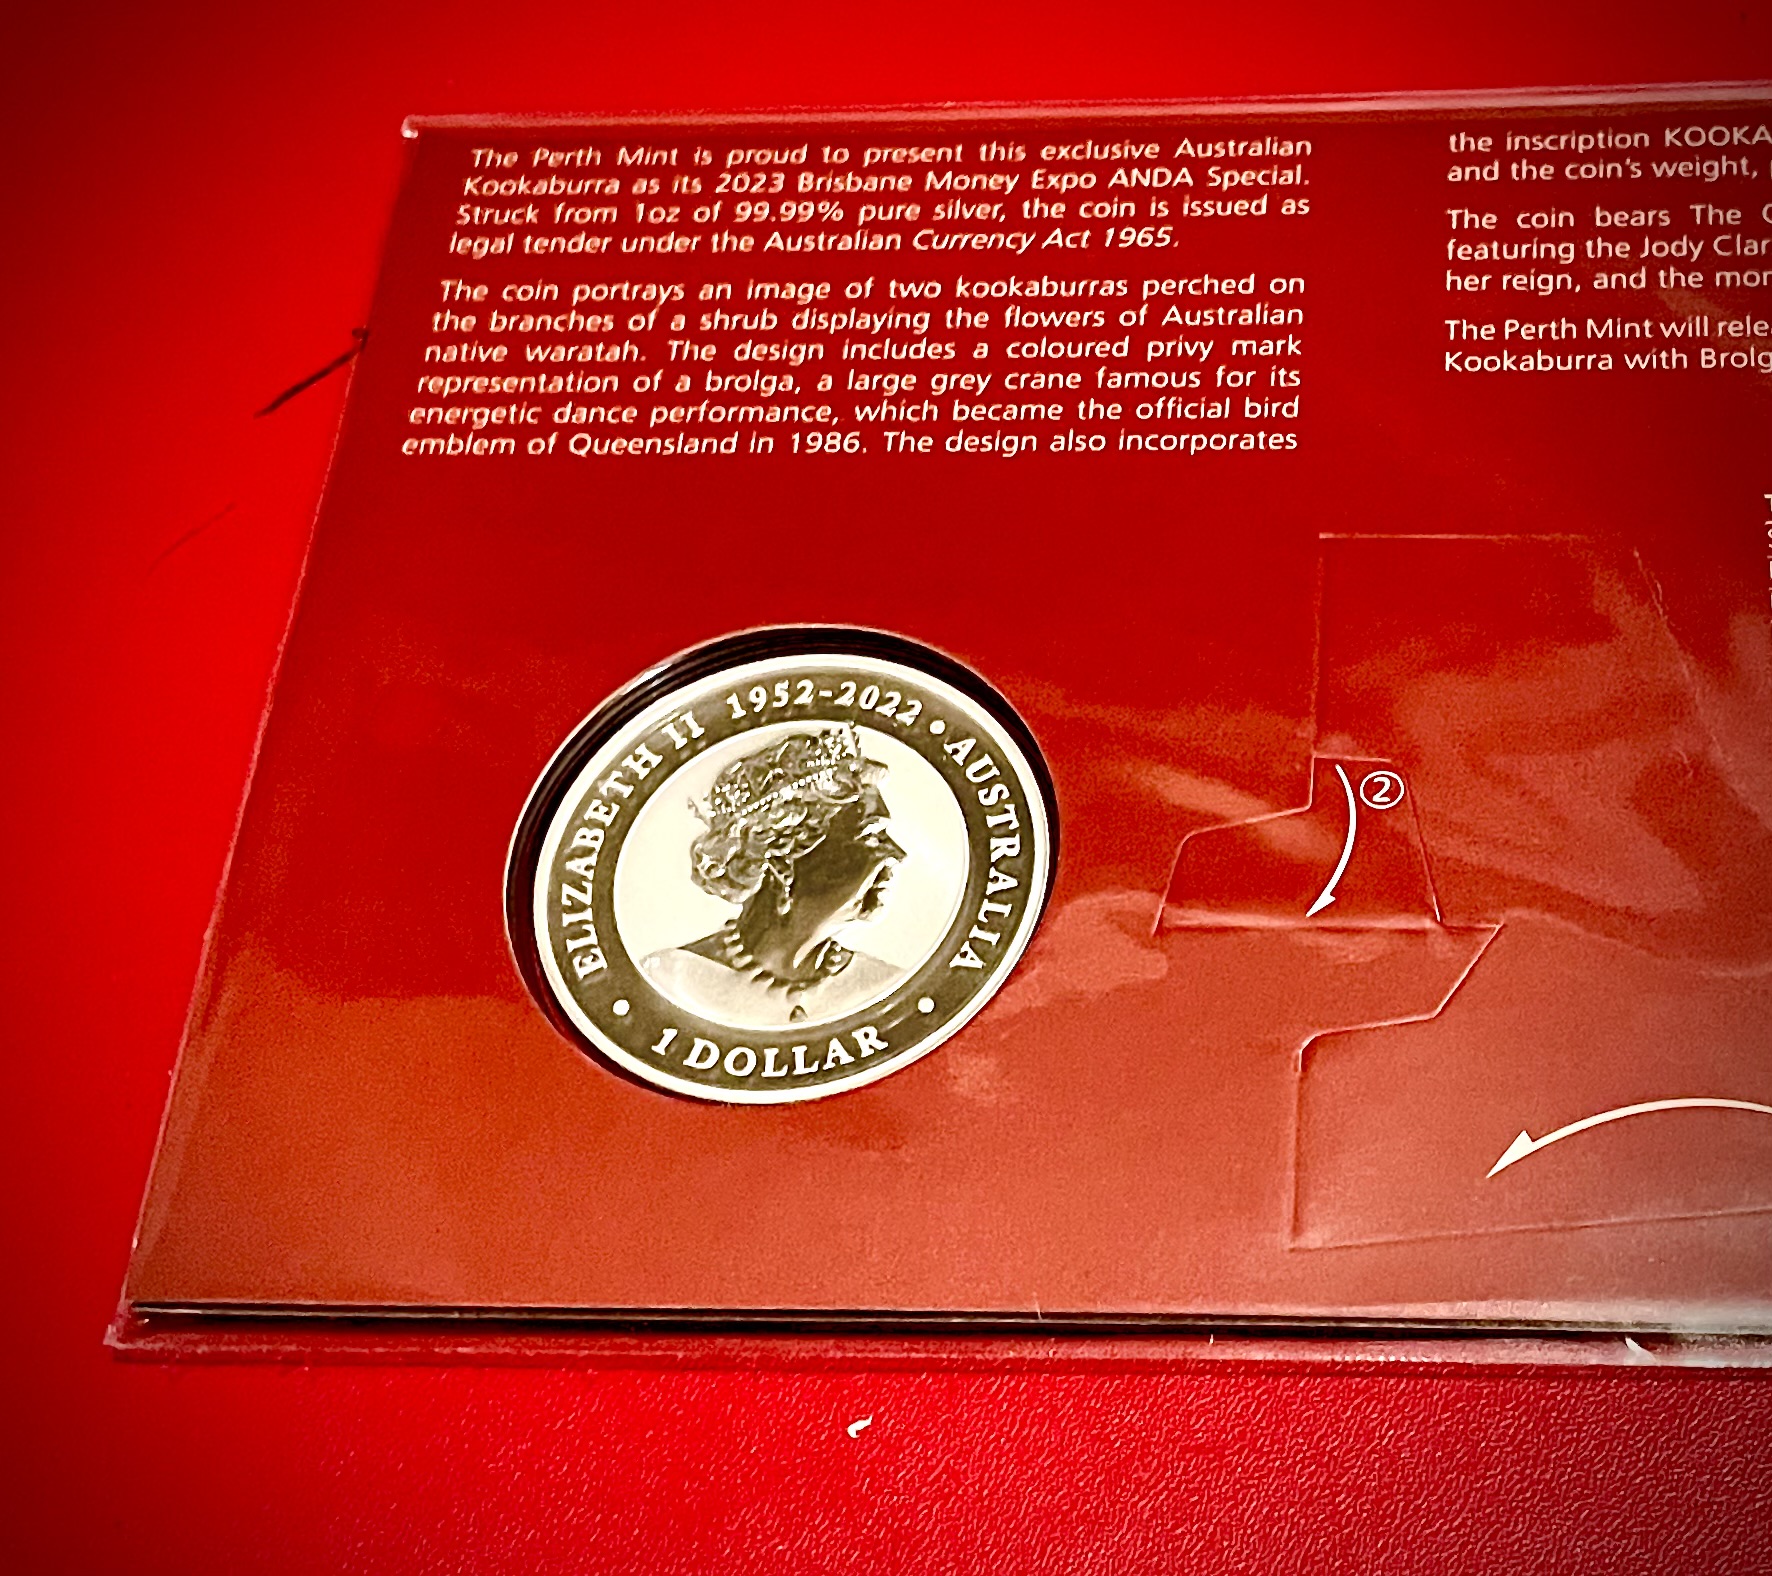 The Perth Mint is proud to present this exclusive Australian
Kookaburra as its 2023 Brisbane Money Expo ANDA Special.
Struck from 1oz of 99.99% pure silver, the coin is issued as
legal tender under the Australian Currency Act 1965.
The coin portrays an image of two kookaburras perched on
the branches of a shrub displaying the flowers of Australian
native waratah. The design includes a coloured privy mark
representation of a brolga, a large grey crane famous for its
energetic dance performance, which became the official bird
emblem of Queensland in 1986. The design also incorporates
the inscription KOOKA
and the coin's weight,
The coin bears The
featuring the Jody Clar
her reign, and the mon
The Perth Mint will rele
Kookaburra with Brolg
ELIZABETH II 1952-2022 • AUSTRALIA
• 1 DOLLAR •
②